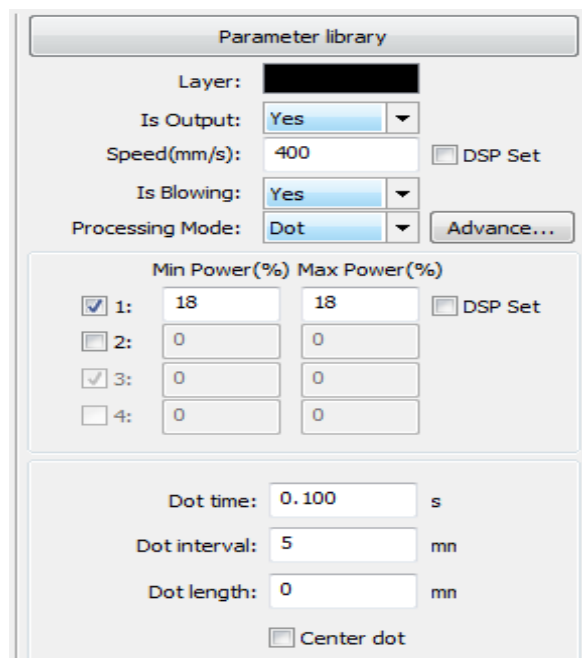 Parameter library
Layer:
Is Output: Yes
Speed(mm/s): 400 DSP Set
Is Blowing: Yes
Processing Mode: Dot Advance...
Min Power(%) Max Power(%)
1: 18 18 DSP Set
2: 0 0
3: 0 0
4: 0 0
Dot time: 0.100 s
Dot interval: 5 mn
Dot length: 0 mn
Center dot